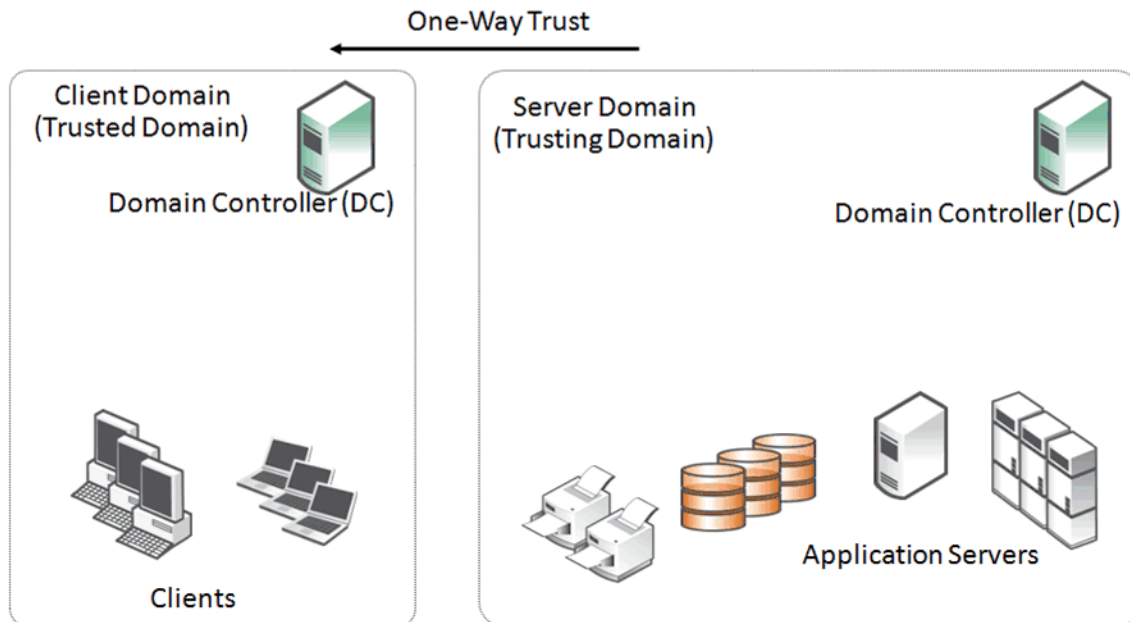 One-Way Trust
Client Domain
(Trusted Domain)
Domain Controller (DC)
Clients
Server Domain
(Trusting Domain)
Domain Controller (DC)
Application Servers